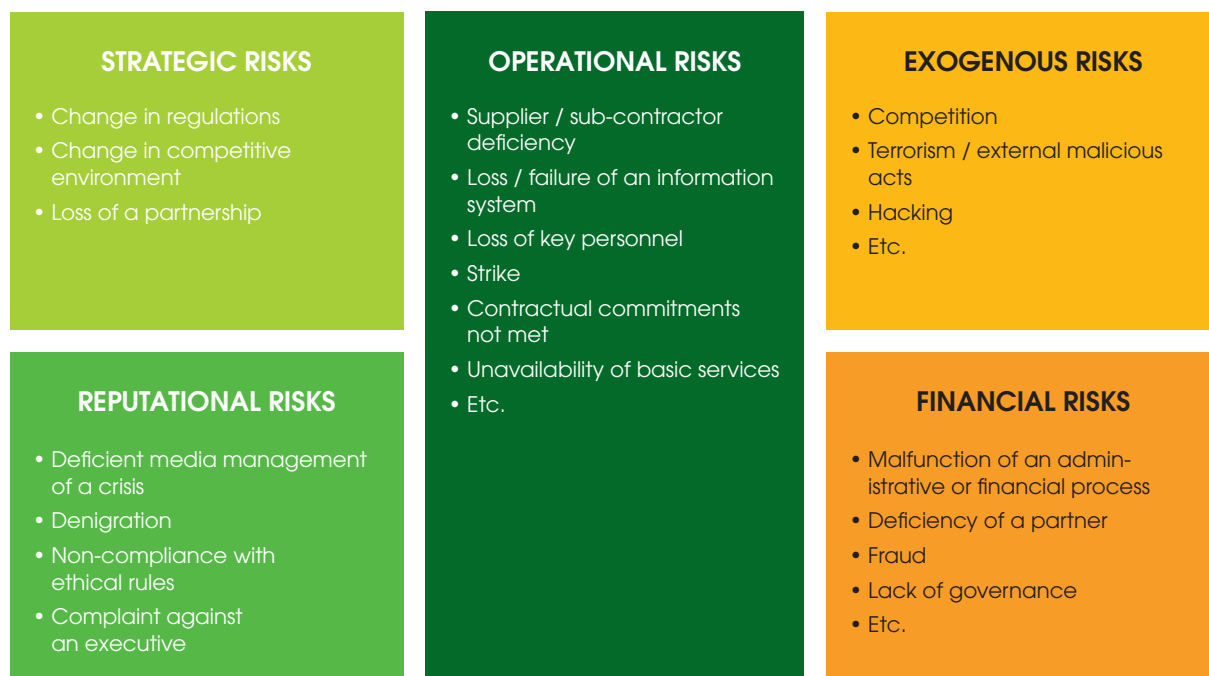 STRATEGIC RISKS
• Change in regulations
• Change in competitive
environment
• Loss of a partnership
REPUTATIONAL RISKS
• Deficient media management
of a crisis
• Denigration
• Non-compliance with
ethical rules
• Complaint against
an executive
OPERATIONAL RISKS
• Supplier / sub-contractor
deficiency
• Loss / failure of an information
system
• Loss of key personnel
• Strike
• Contractual commitments
not met
• Unavailability of basic services
• Etc.
EXOGENOUS RISKS
• Competition
• Terrorism / external malicious
acts
• Hacking
• Etc.
FINANCIAL RISKS
• Malfunction of an admin-
istrative or financial process
• Deficiency of a partner
• Fraud
• Lack of governance
• Etc.